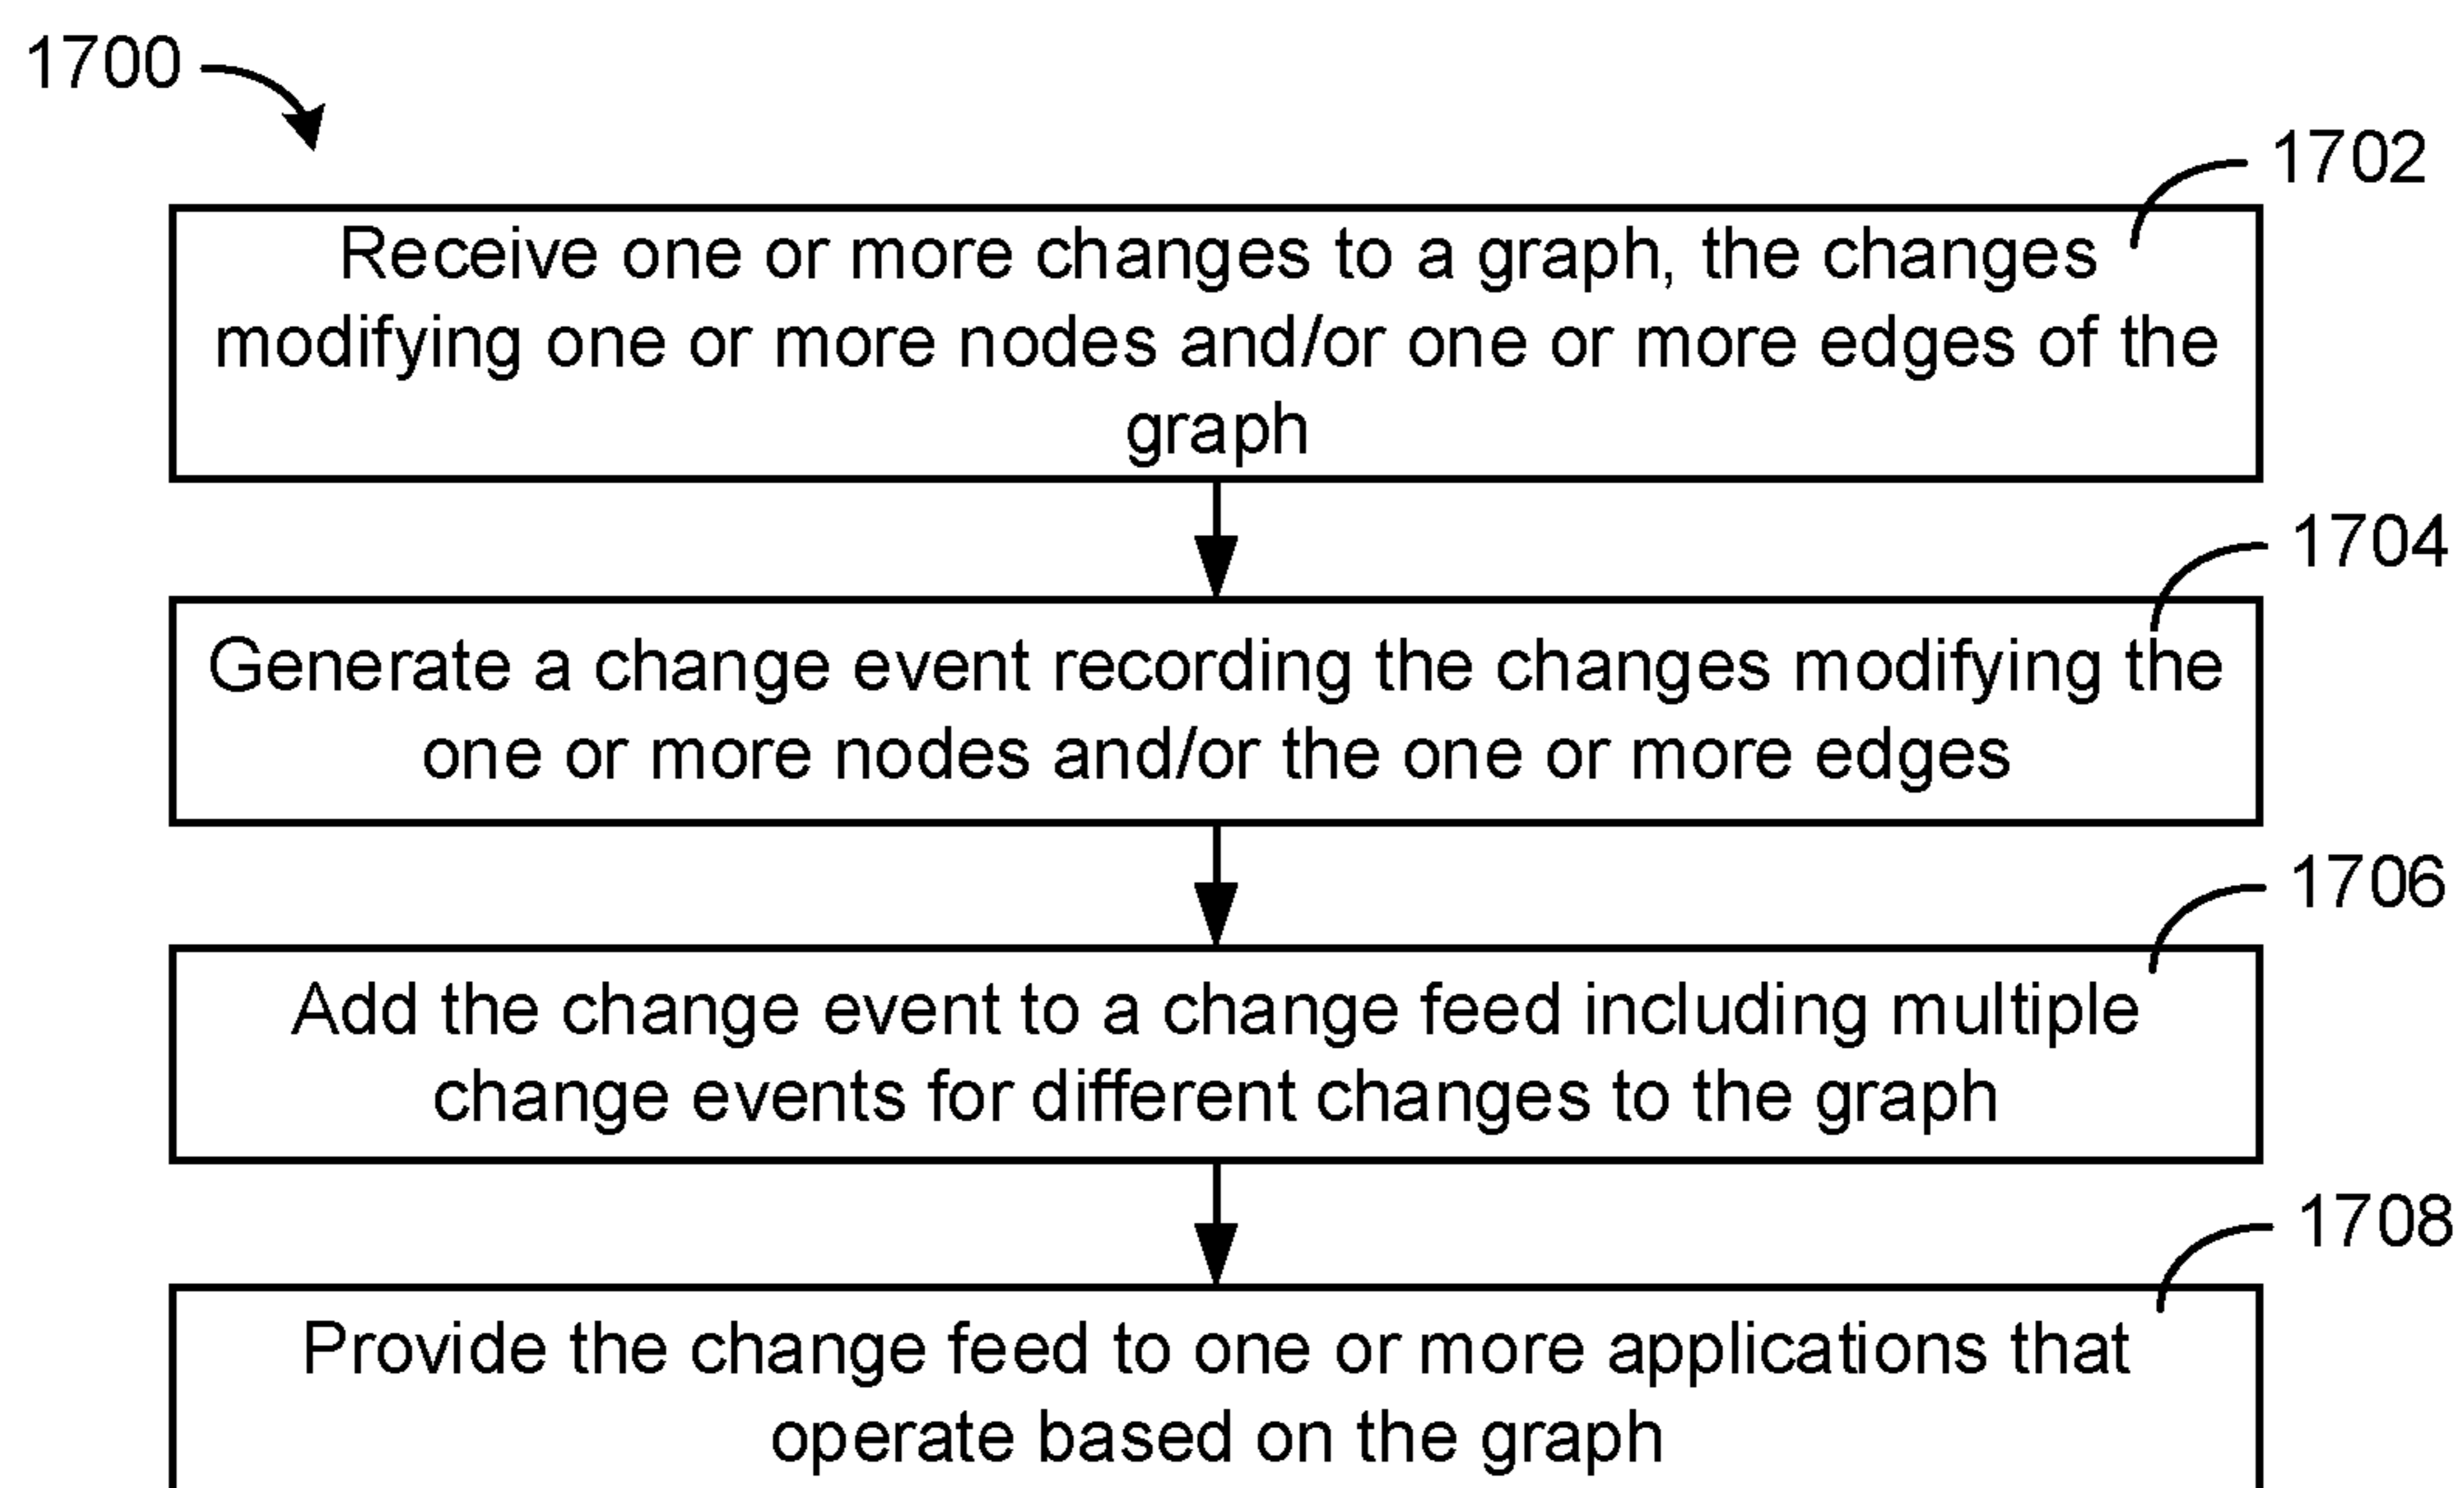 1700
1702
Receive one or more changes to a graph, the changes
modifying one or more nodes and/or one or more edges of the
graph
1704
Generate a change event recording the changes modifying the
one or more nodes and/or the one or more edges
1706
Add the change event to a change feed including multiple
change events for different changes to the graph
1708
Provide the change feed to one or more applications that
operate based on the graph